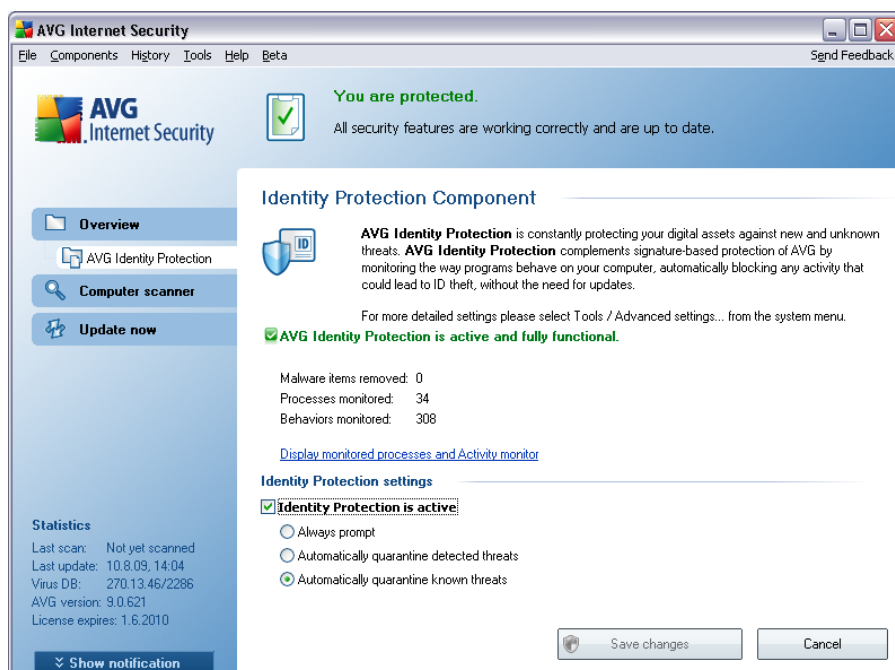 AVG Internet Security
File Components History Tools Help Beta Send Feedback
AVG
Internet Security
You are protected.
All security features are working correctly and are up to date.
Overview
AVG Identity Protection
Computer scanner
Update now
Identity Protection Component
ID
AVG Identity Protection is constantly protecting your digital assets against new and unknown
threats. AVG Identity Protection complements signature-based protection of AVG by
monitoring the way programs behave on your computer, automatically blocking any activity that
could lead to ID theft, without the need for updates.
For more detailed settings please select Tools / Advanced settings... from the system menu.
AVG Identity Protection is active and fully functional.
Malware items removed: 0
Processes monitored: 34
Behaviors monitored: 308
Display monitored processes and Activity monitor
Identity Protection settings
Identity Protection is active
Always prompt
Automatically quarantine detected threats
Automatically quarantine known threats
Statistics
Last scan: Not yet scanned
Last update: 10.8.09, 14:04
Virus DB: 270.13.46/2286
AVG version: 9.0.621
License expires: 1.6.2010
Show notification
Save changes
Cancel